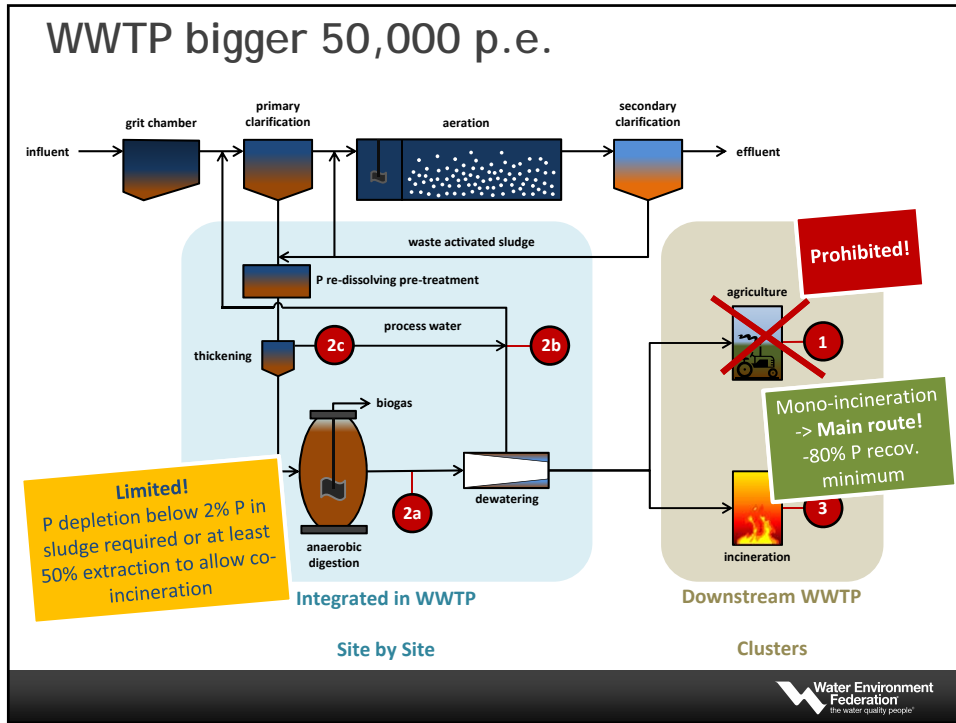 WWTP bigger 50,000 p.e.
grit chamber
primary
clarification
aeration
secondary
clarification
influent
effluent
waste activated sludge
P re-dissolving pre-treatment
process water
thickening
2c
2b
biogas
2a
anaerobic
digestion
dewatering
Limited!
P depletion below 2% P in
sludge required or at least
50% extraction to allow co-
incineration
Integrated in WWTP
Site by Site
Prohibited!
agriculture
1
Mono-incineration
-> Main route!
-80% P recov.
minimum
3
incineration
Downstream WWTP
Clusters
Water Environment
Federation
the water quality people®